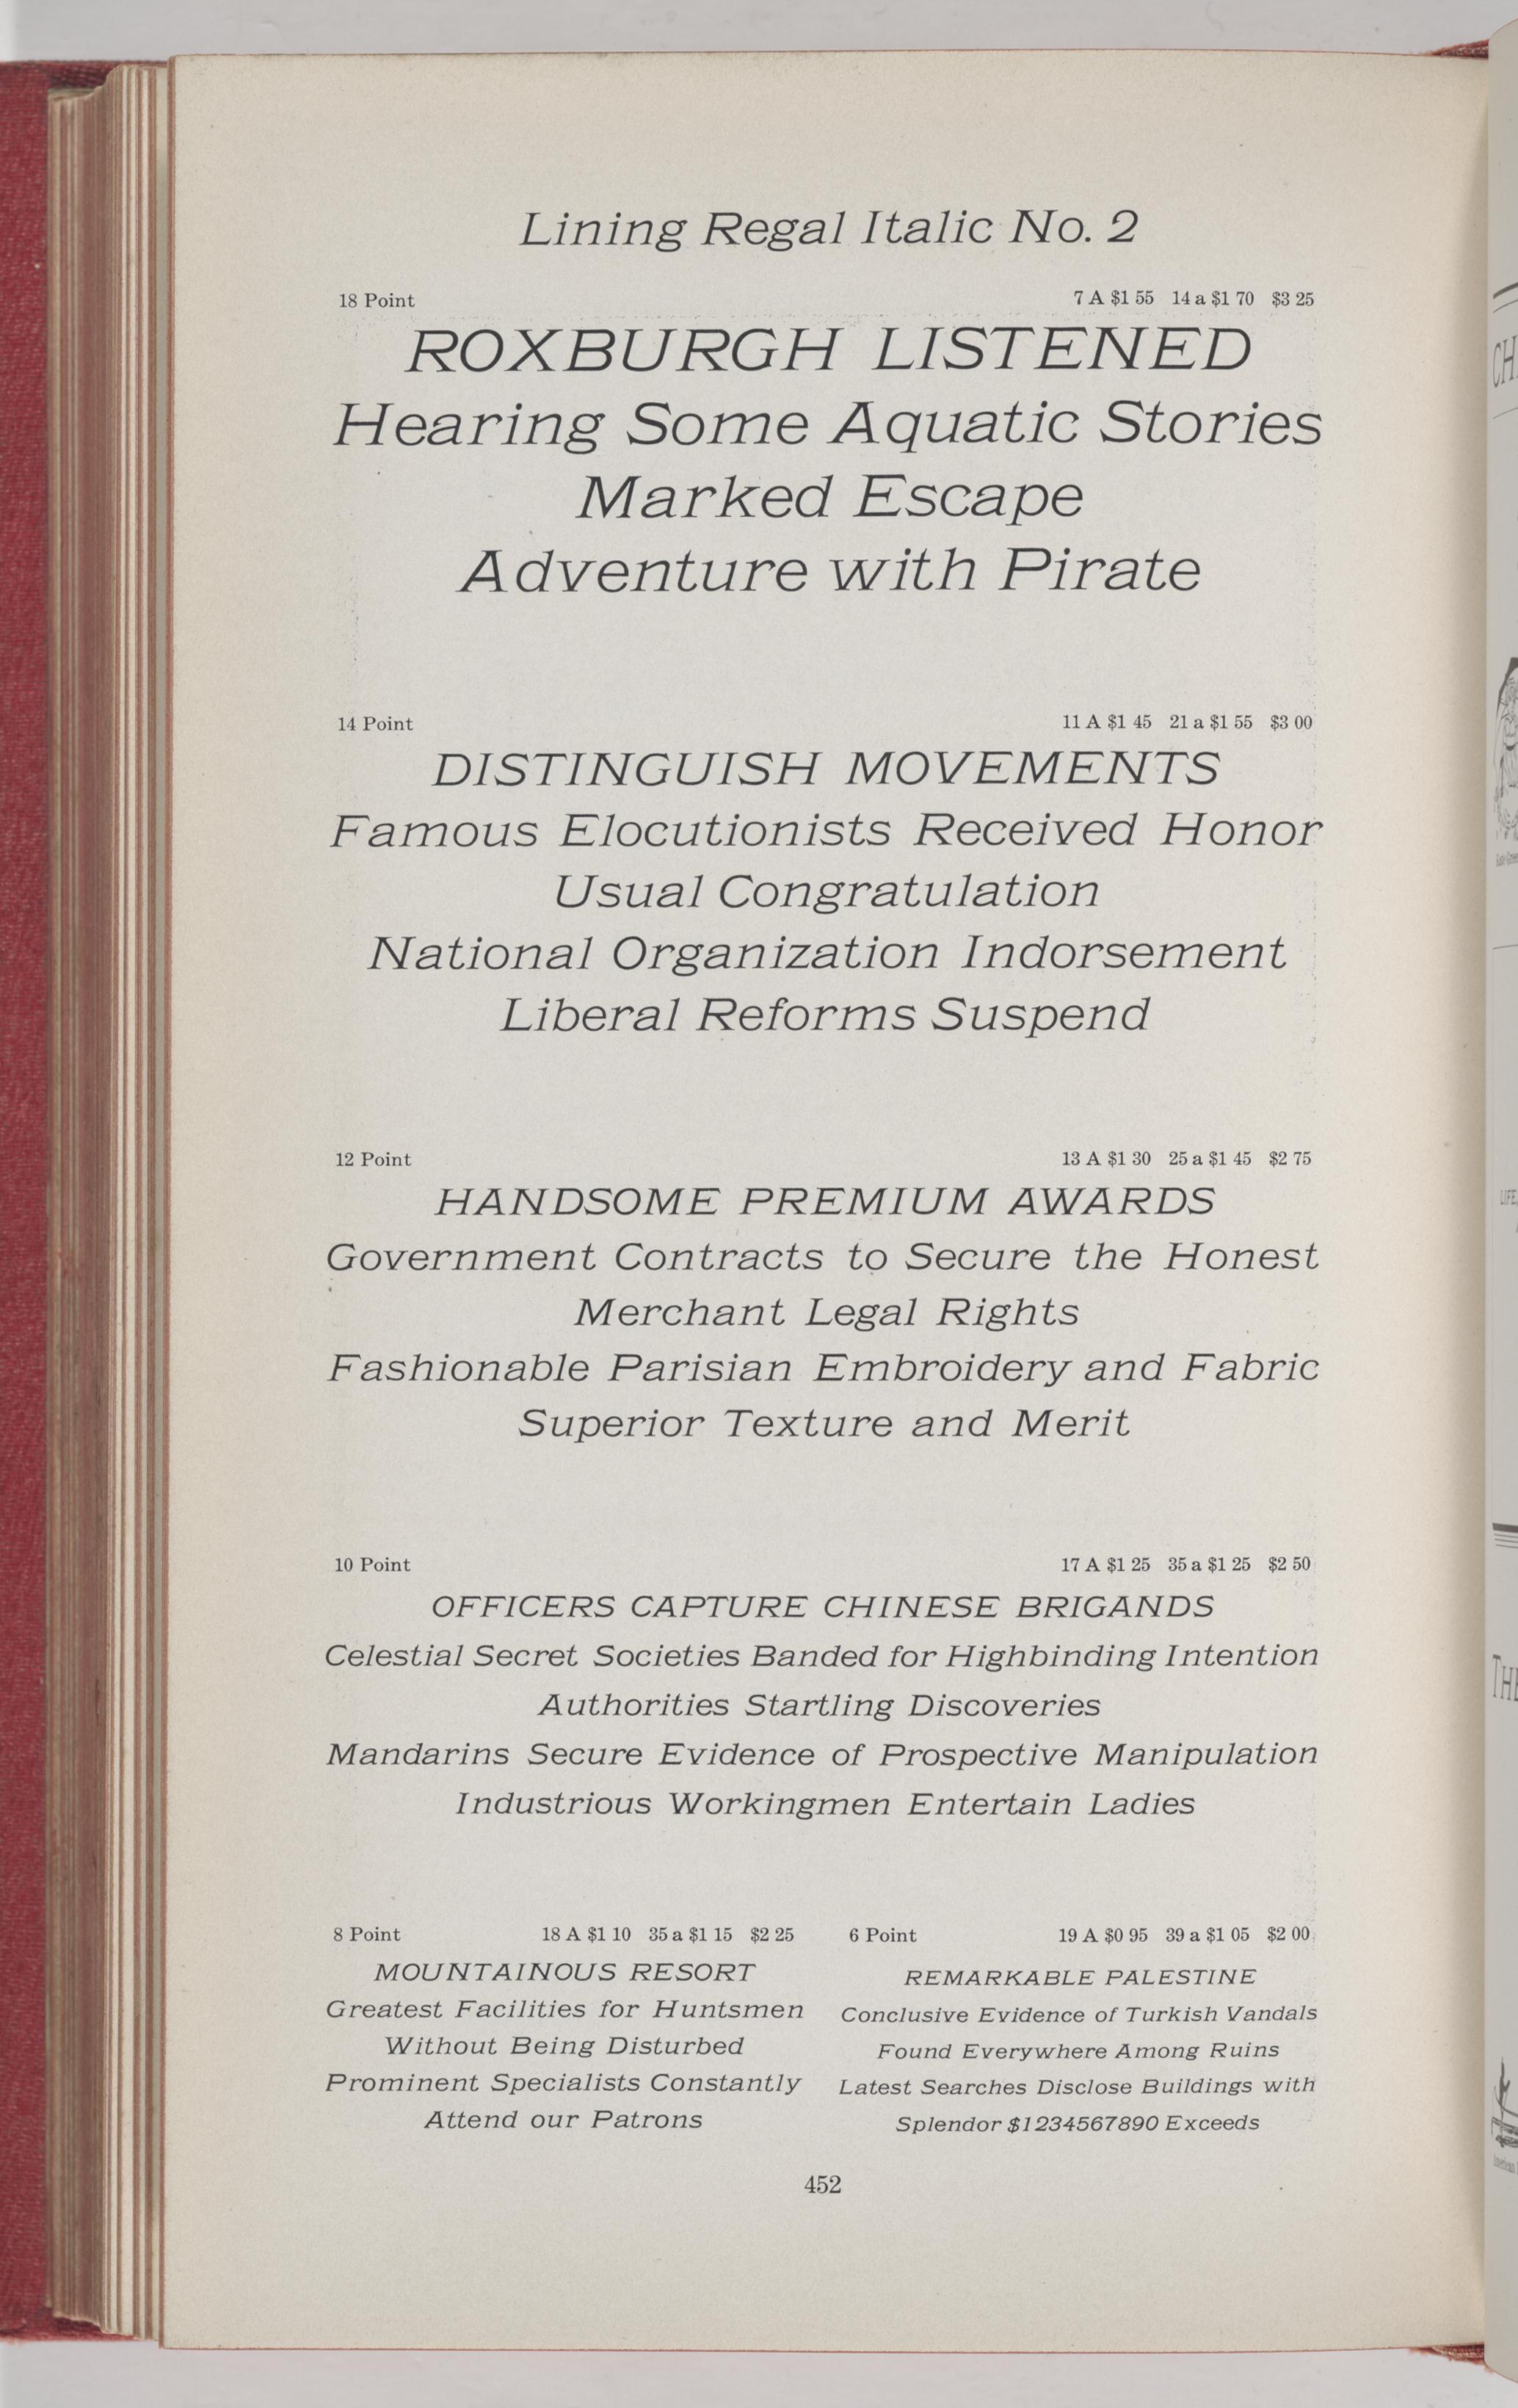 Lining Regal Italic No. 2
18 Point 7 A $1 55 14 a $1 70 $3 25
ROXBURGH LISTENED
Hearing Some Aquatic Stories
Marked Escape
Adventure with Pirate
14 Point 11 A $1 45 21 a $1 55 $3 00
DISTINGUISH MOVEMENTS
Famous Elocutionists Received Honor
Usual Congratulation
National Organization Indorsement
Liberal Reforms Suspend
12 Point 13 A $1 30 25 a $1 45 $2 75
HANDSOME PREMIUM AWARDS
Government Contracts to Secure the Honest
Merchant Legal Rights
Fashionable Parisian Embroidery and Fabric
Superior Texture and Merit
10 Point 17 A $1 25 35 a $1 25 $2 50
OFFICERS CAPTURE CHINESE BRIGANDS
Celestial Secret Societies Banded for Highbinding Intention
Authorities Startling Discoveries
Mandarins Secure Evidence of Prospective Manipulation
Industrious Workingmen Entertain Ladies
8 Point 18 A $1 10 35 a $1 15 $2 25
MOUNTAINOUS RESORT
Greatest Facilities for Huntsmen
Without Being Disturbed
Prominent Specialists Constantly
Attend our Patrons
6 Point 19 A $0 95 39 a $1 05 $2 00
REMARKABLE PALESTINE
Conclusive Evidence of Turkish Vandals
Found Everywhere Among Ruins
Latest Searches Disclose Buildings with
Splendor $1234567890 Exceeds
452